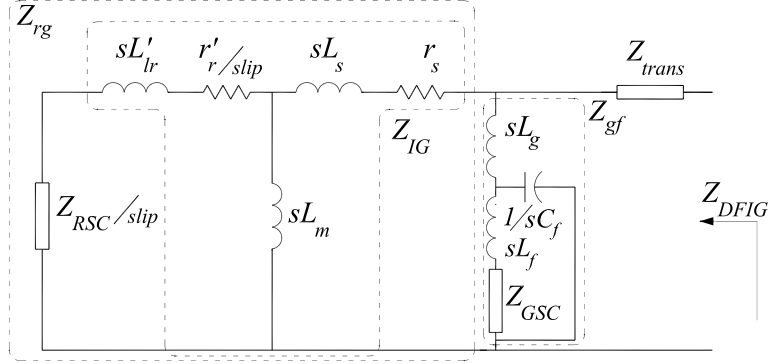 Z_rg
sL'_lr r'_r/slip sL_s r_s Z_trans
Z_IG sL_g Z_gf
Z_RSC/slip sL_m 1/sC_f Z_DFIG
sL_f
Z_GSC